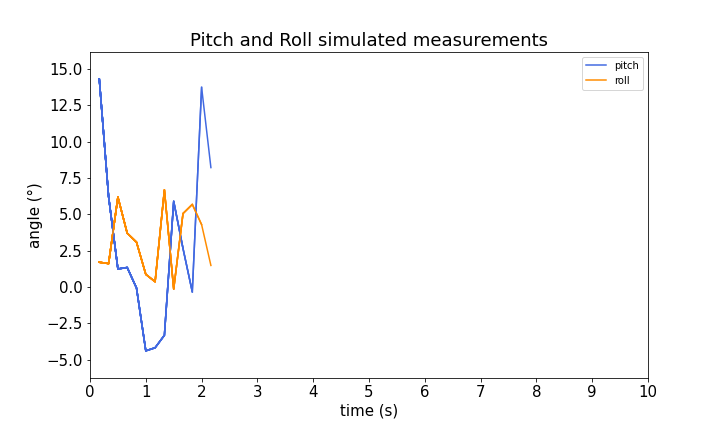 Pitch and Roll simulated measurements
pitch
roll
15.0
12.5
10.0
7.5
5.0
2.5
0.0
−2.5
−5.0
angle (°)
0 1 2 3 4 5 6 7 8 9 10
time (s)